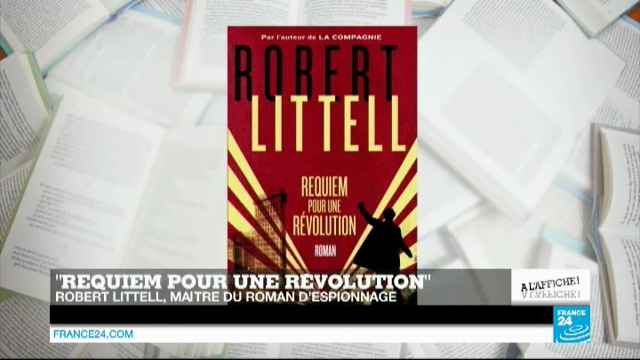 Par l'auteur de LA COMPAGNIE
ROBERT
LITTELL
REQUIEM
POUR UNE
RÉVOLUTION
ROMAN
"REQUIEM POUR UNE REVOLUTION"
ROBERT LITTELL, MAITRE DU ROMAN D'ESPIONNAGE
A L'AFFICHE!
FRANCE24.COM
FRANCE
24